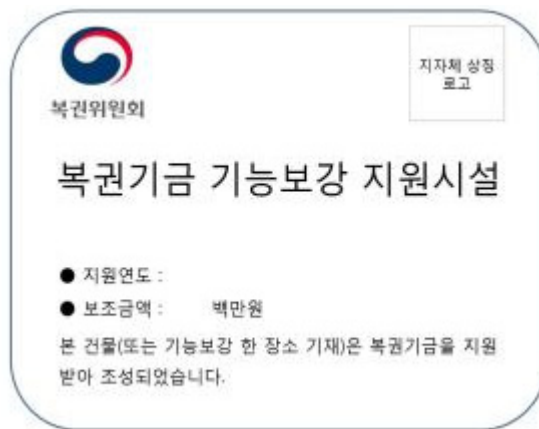 복권위원회
지자체 상징
로고
복권기금 기능보강 지원시설
● 지원연도 :
● 보조금액 : 백만원
본 건물(또는 기능보강 한 장소 기재)은 복권기금을 지원
받아 조성되었습니다.